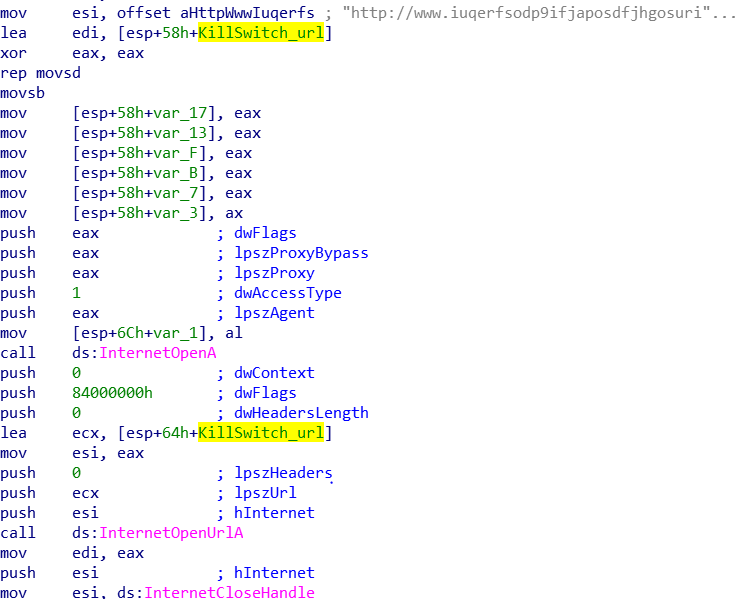 mov esi, offset aHttpWwwIuqerfs ; "http://www.iuqerfsodp9ifjaposdfjhgosuri"...
lea edi, [esp+58h+KillSwitch_url]
xor eax, eax
rep movsd
movsb
mov [esp+58h+var_17], eax
mov [esp+58h+var_13], eax
mov [esp+58h+var_F], eax
mov [esp+58h+var_B], eax
mov [esp+58h+var_7], eax
mov [esp+58h+var_3], ax
push eax ; dwFlags
push eax ; lpszProxyBypass
push eax ; lpszProxy
push 1 ; dwAccessType
push eax ; lpszAgent
mov [esp+6Ch+var_1], al
call ds:InternetOpenA
push 0 ; dwContext
push 84000000h ; dwFlags
push 0 ; dwHeadersLength
lea ecx, [esp+64h+KillSwitch_url]
mov esi, eax
push 0 ; lpszHeaders
push ecx ; lpszUrl
push esi ; hInternet
call ds:InternetOpenUrlA
mov edi, eax
push esi ; hInternet
mov esi, ds:InternetCloseHandle